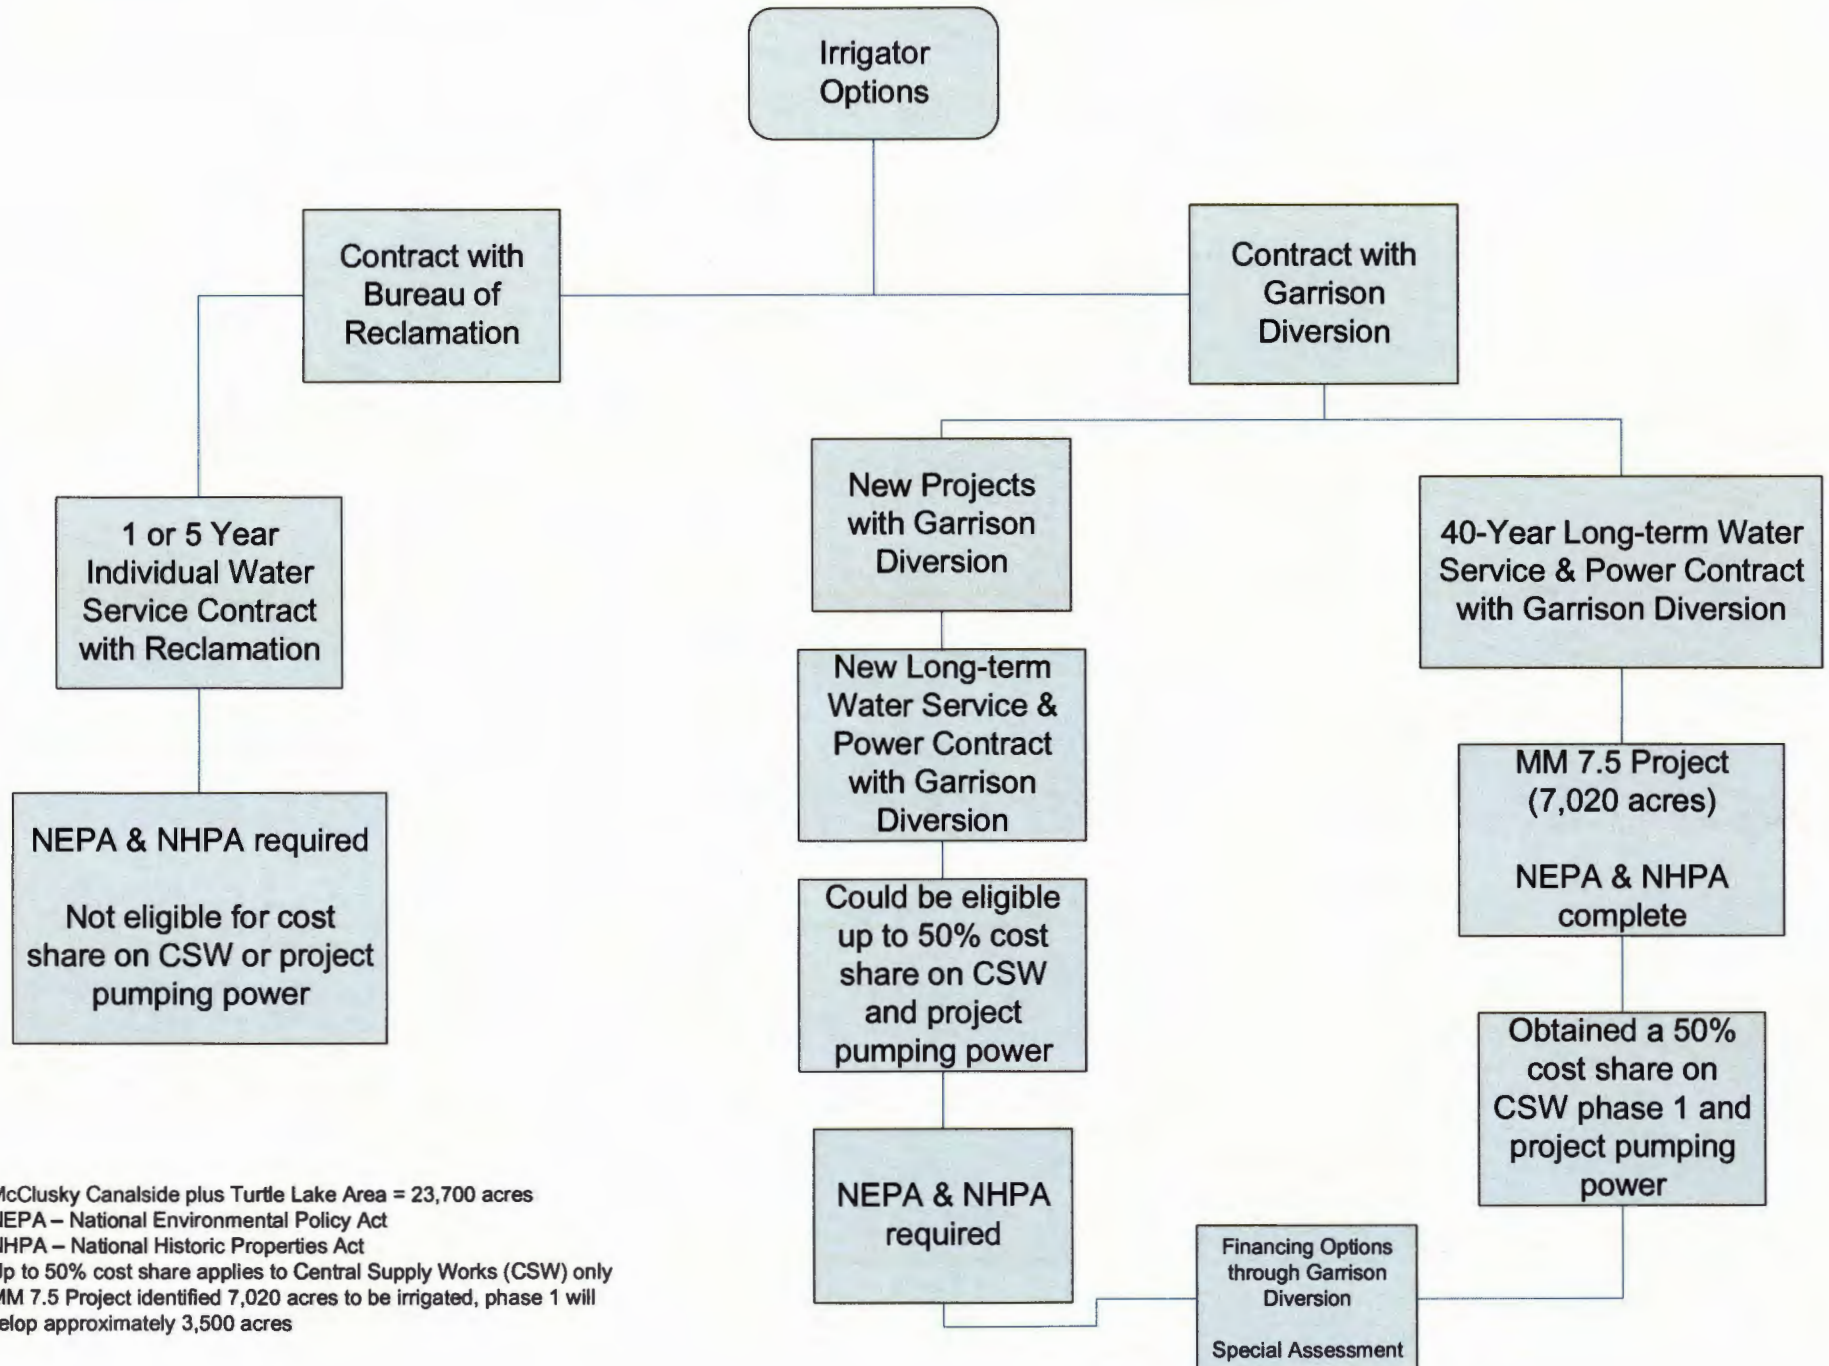 Irrigator
Options
Contract with
Bureau of
Reclamation
Contract with
Garrison
Diversion
1 or 5 Year
Individual Water
Service Contract
with Reclamation
NEPA & NHPA required
Not eligible for cost
share on CSW or project
pumping power
New Projects
with Garrison
Diversion
New Long-term
Water Service &
Power Contract
with Garrison
Diversion
Could be eligible
up to 50% cost
share on CSW
and project
pumping power
NEPA & NHPA
required
40-Year Long-term Water
Service & Power Contract
with Garrison Diversion
MM 7.5 Project
(7,020 acres)
NEPA & NHPA
complete
Obtained a 50%
cost share on
CSW phase 1 and
project pumping
power
Financing Options
through Garrison
Diversion
Special Assessment
Canalside plus Turtle Lake Area = 23,700 acres
– National Environmental Policy Act
– National Historic Properties Act
to 50% cost share applies to Central Supply Works (CSW) only
7.5 Project identified 7,020 acres to be irrigated, phase 1 will
approximately 3,500 acres